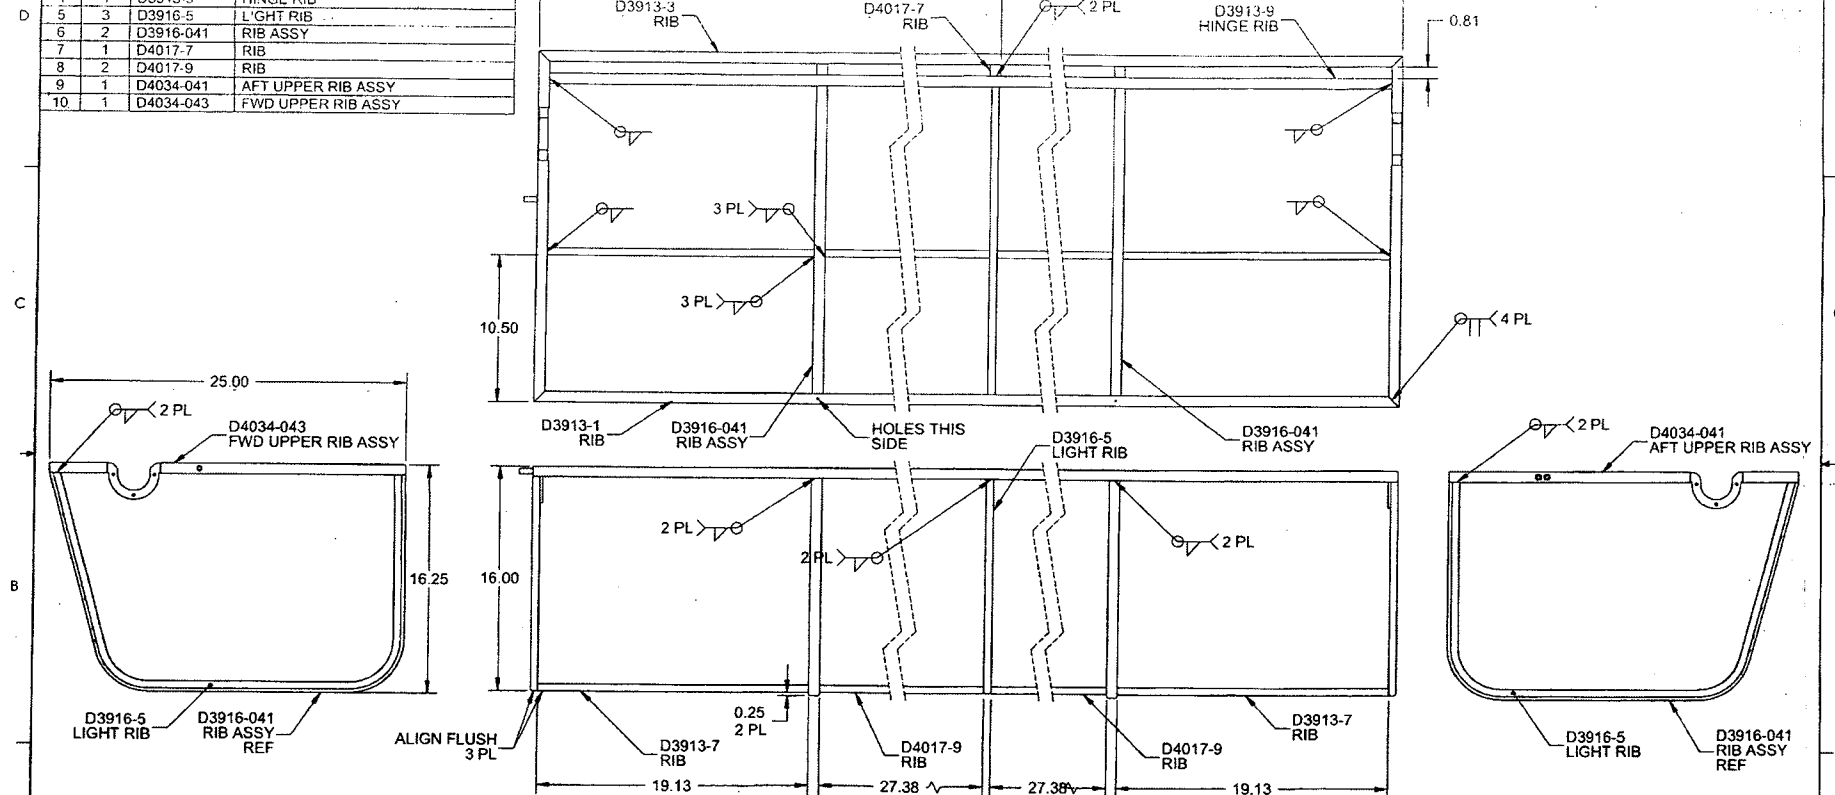 D
HINGE RIB
5 3 D3916-5 L'GHT RIB
6 2 D3916-041 RIB ASSY
7 1 D4017-7 RIB
8 2 D4017-9 RIB
9 1 D4034-041 AFT UPPER RIB ASSY
10 1 D4034-043 FWD UPPER RIB ASSY
D3913-3
RIB
D4017-7
RIB
2 PL
D3913-9
HINGE RIB
0.81
3 PL
3 PL
C
10.50
4 PL
25.00
2 PL
D4034-043
FWD UPPER RIB ASSY
D3913-1
RIB
D3916-041
RIB ASSY
HOLES THIS
SIDE
D3916-5
LIGHT RIB
D3916-041
RIB ASSY
2 PL
D4034-041
AFT UPPER RIB ASSY
2 PL
2 PL
2 PL
B
16.25
16.00
D3916-5
LIGHT RIB
D3916-041
RIB ASSY
REF
ALIGN FLUSH
3 PL
D3913-7
RIB
0.25
2 PL
D4017-9
RIB
D4017-9
RIB
D3913-7
RIB
D3916-5
LIGHT RIB
D3916-041
RIB ASSY
REF
19.13
27.38
27.38
19.13